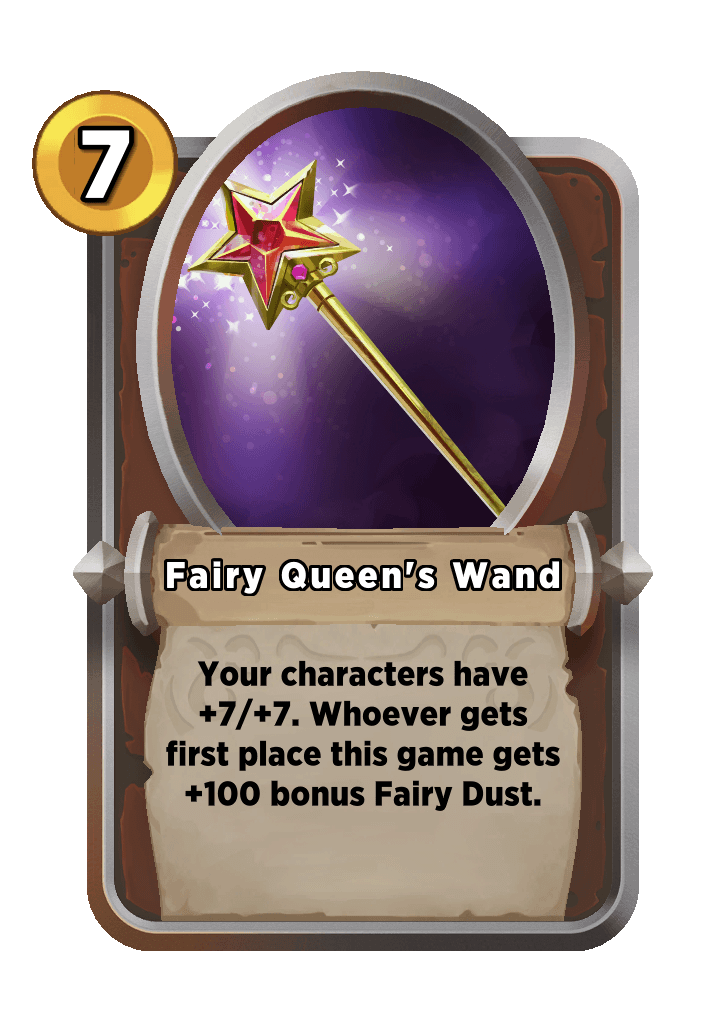 7
Fairy Queen's Wand
Your characters have
+7/+7. Whoever gets
first place this game gets
+100 bonus Fairy Dust.